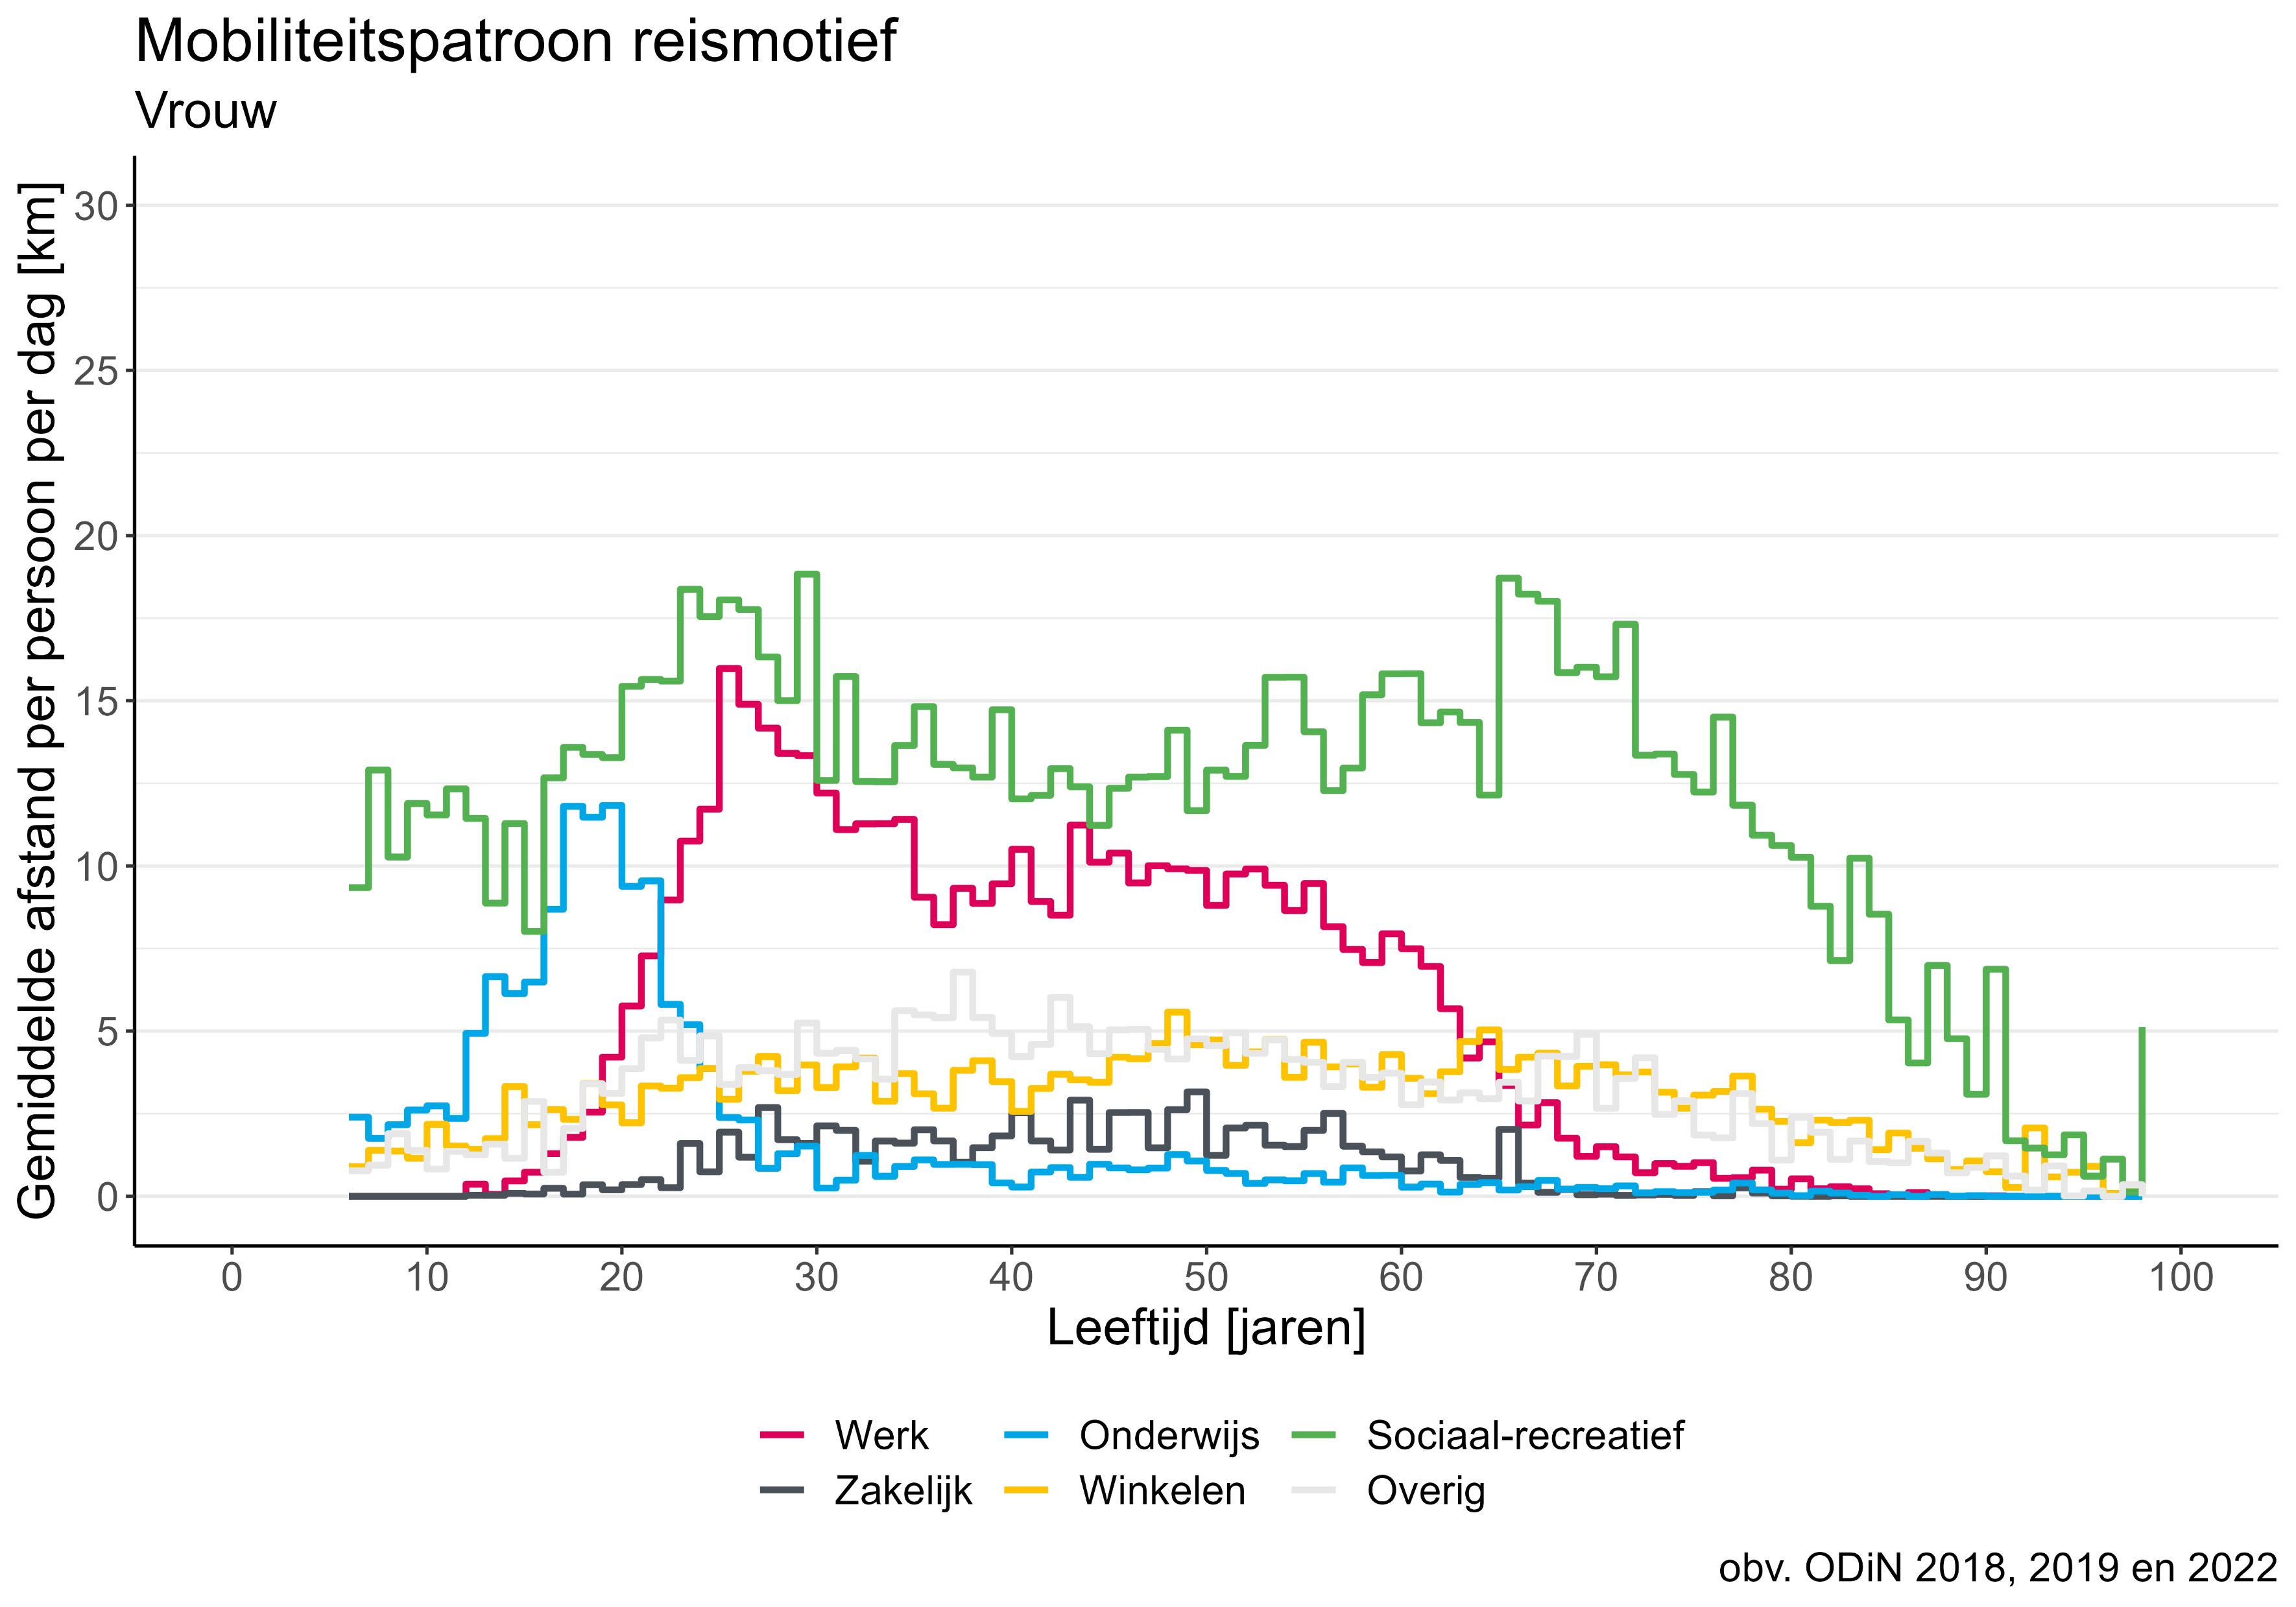 Mobiliteitspatroon reismotief
Vrouw
Gemiddelde afstand per persoon per dag [km]
30
25
20
15
10
5
0
0 10 20 30 40 50 60 70 80 90 100
Leeftijd [jaren]
Werk Onderwijs Sociaal-recreatief
Zakelijk Winkelen Overig
obv. ODiN 2018, 2019 en 2022